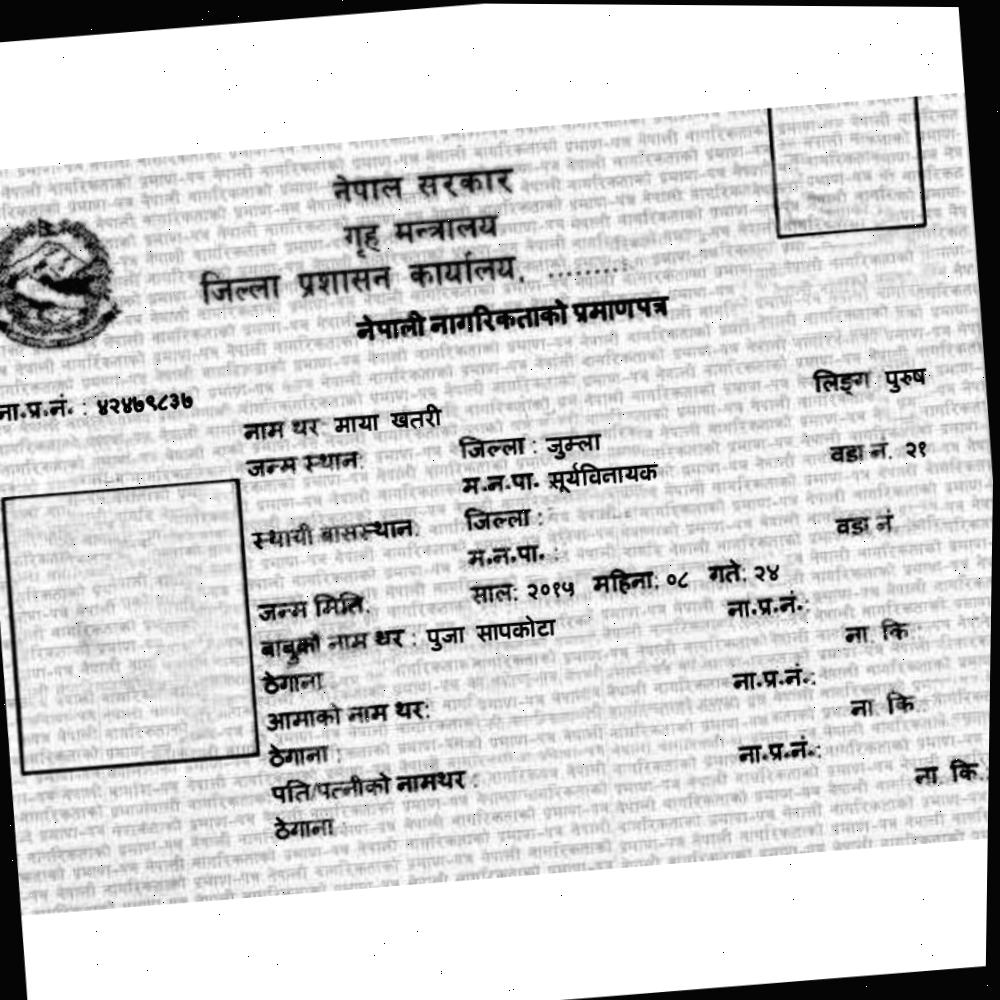 नेपाल सरकार
गृह मन्त्रालय
जिल्ला प्रशासन कार्यालय, .........
नेपाली नागरिकताको प्रमाणपत्र
लिङ्ग पुरुष
ना.प्र.नं. : ४२४७९८३७
नाम थर: माया खतरी
जन्म स्थान: जिल्ला : जुम्ला
म.न.पा. सूर्यविनायक वडा नं. २१
स्थायी बासस्थान: जिल्ला :
म.न.पा. : वडा नं.
जन्म मिति: साल: २०१५ महिना: ०८ गते: २४
बाबुको नाम थर : पुजा सापकोटा ना.प्र.नं.:
ठेगाना ना. कि.:
आमाको नाम थर: ना.प्र.नं.:
ठेगाना : ना. कि.:
पति/पत्नीको नामथर : ना.प्र.नं.:
ठेगाना : ना. कि.: